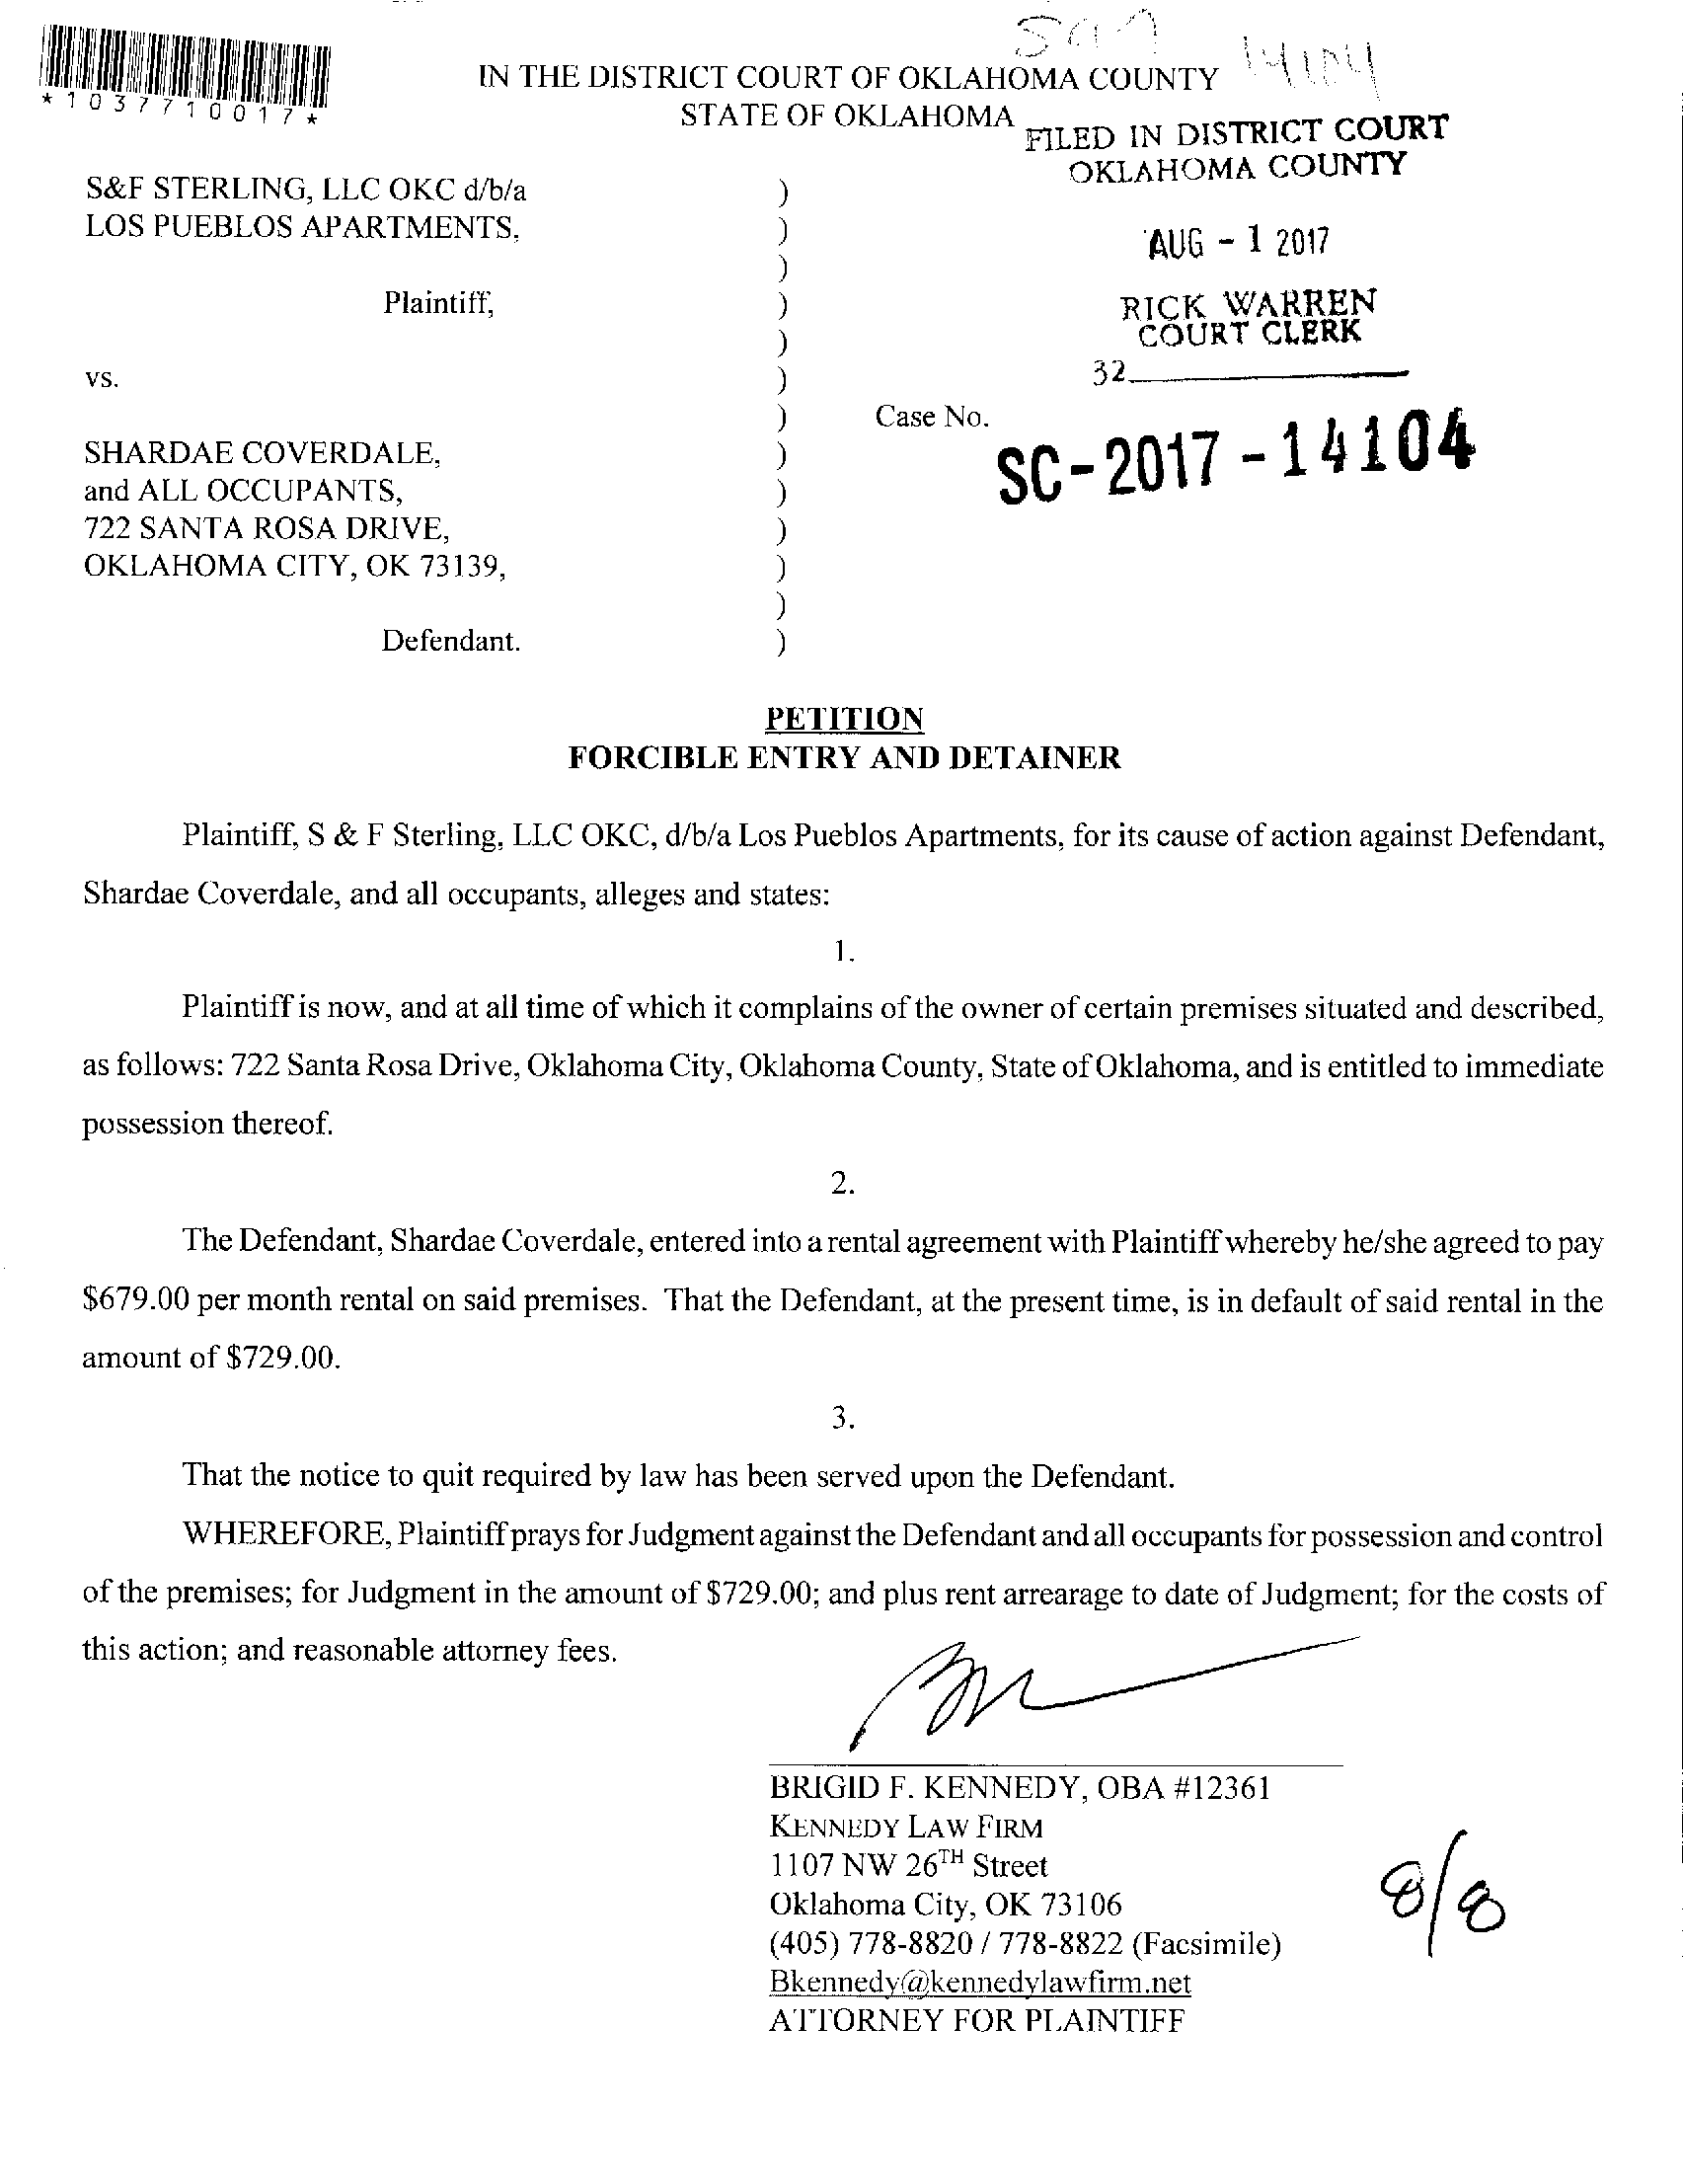 14104
*1037710017*
IN THE DISTRICT COURT OF OKLAHOMA COUNTY
STATE OF OKLAHOMA
FILED IN DISTRICT COURT
OKLAHOMA COUNTY
AUG - 1 2017
RICK WARREN
COURT CLERK
32
S&F STERLING, LLC OKC d/b/a )
LOS PUEBLOS APARTMENTS, )
)
Plaintiff, )
)
vs. )
) Case No. SC-2017-14104
SHARDAE COVERDALE, )
and ALL OCCUPANTS, )
722 SANTA ROSA DRIVE, )
OKLAHOMA CITY, OK 73139, )
)
Defendant. )
PETITION
FORCIBLE ENTRY AND DETAINER
Plaintiff, S & F Sterling, LLC OKC, d/b/a Los Pueblos Apartments, for its cause of action against Defendant,
Shardae Coverdale, and all occupants, alleges and states:
1.
Plaintiff is now, and at all time of which it complains of the owner of certain premises situated and described,
as follows: 722 Santa Rosa Drive, Oklahoma City, Oklahoma County, State of Oklahoma, and is entitled to immediate
possession thereof.
2.
The Defendant, Shardae Coverdale, entered into a rental agreement with Plaintiff whereby he/she agreed to pay
$679.00 per month rental on said premises. That the Defendant, at the present time, is in default of said rental in the
amount of $729.00.
3.
That the notice to quit required by law has been served upon the Defendant.
WHEREFORE, Plaintiff prays for Judgment against the Defendant and all occupants for possession and control
of the premises; for Judgment in the amount of $729.00; and plus rent arrearage to date of Judgment; for the costs of
this action; and reasonable attorney fees.
BRIGID F. KENNEDY, OBA #12361
KENNEDY LAW FIRM
1107 NW 26TH Street
Oklahoma City, OK 73106
(405) 778-8820 / 778-8822 (Facsimile)
Bkennedy@kennedylawfirm.net
ATTORNEY FOR PLAINTIFF
8/8